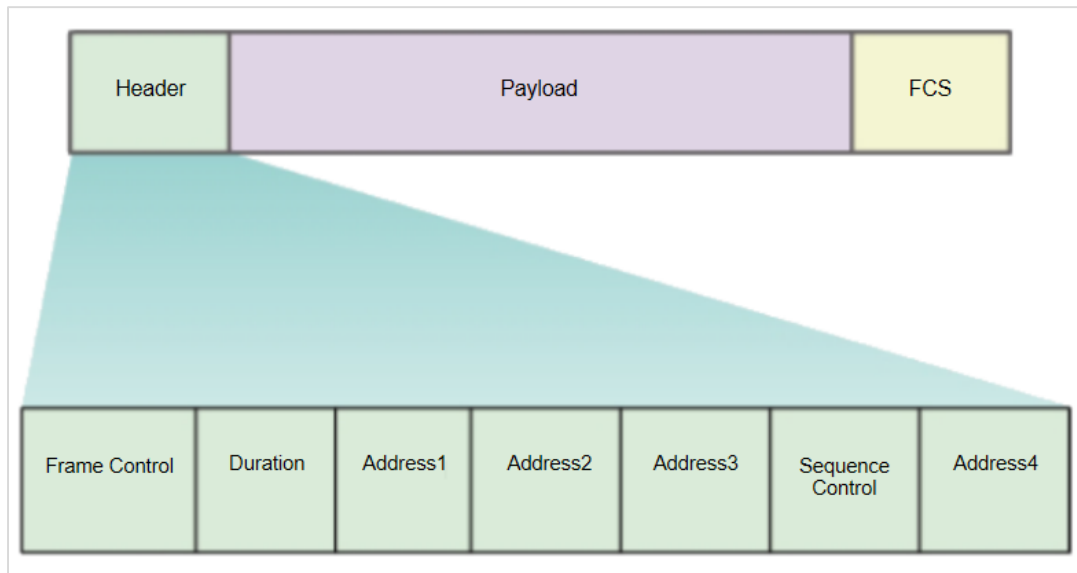 Header
Payload
FCS
Frame Control
Duration
Address1
Address2
Address3
Sequence
Control
Address4